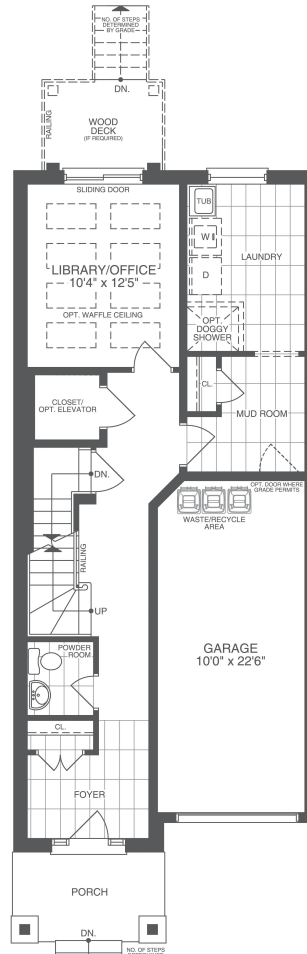 NO. OF STEPS
DETERMINED
BY GRADE
DN.
RAILING
WOOD
DECK
(IF REQUIRED)
SLIDING DOOR
TUB
W
LAUNDRY
LIBRARY/OFFICE
10'4" x 12'5"
D
OPT. WAFFLE CEILING
OPT.
DOGGY
SHOWER
CLOSET/
OPT. ELEVATOR
CL.
MUD ROOM
DN.
OPT. DOOR WHERE
GRADE PERMITS
WASTE/RECYCLE
AREA
RAILING
UP
POWDER
ROOM
GARAGE
10'0" x 22'6"
CL.
FOYER
PORCH
DN.
NO. OF STEPS